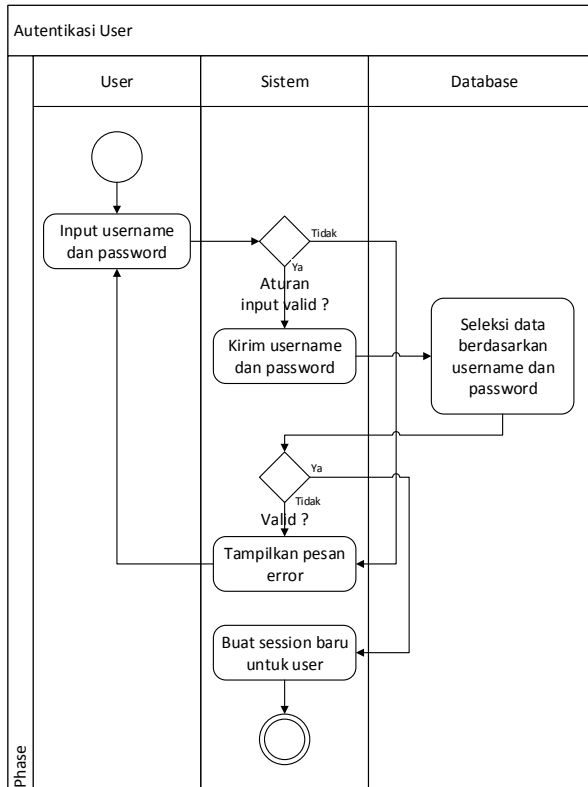 Autentikasi User
User
Sistem
Database
Input username
dan password
Tidak
Ya
Aturan
input valid ?
Kirim username
dan password
Seleksi data
berdasarkan
username dan
password
Ya
Tidak
Valid ?
Tampilkan pesan
error
Buat session baru
untuk user
Phase